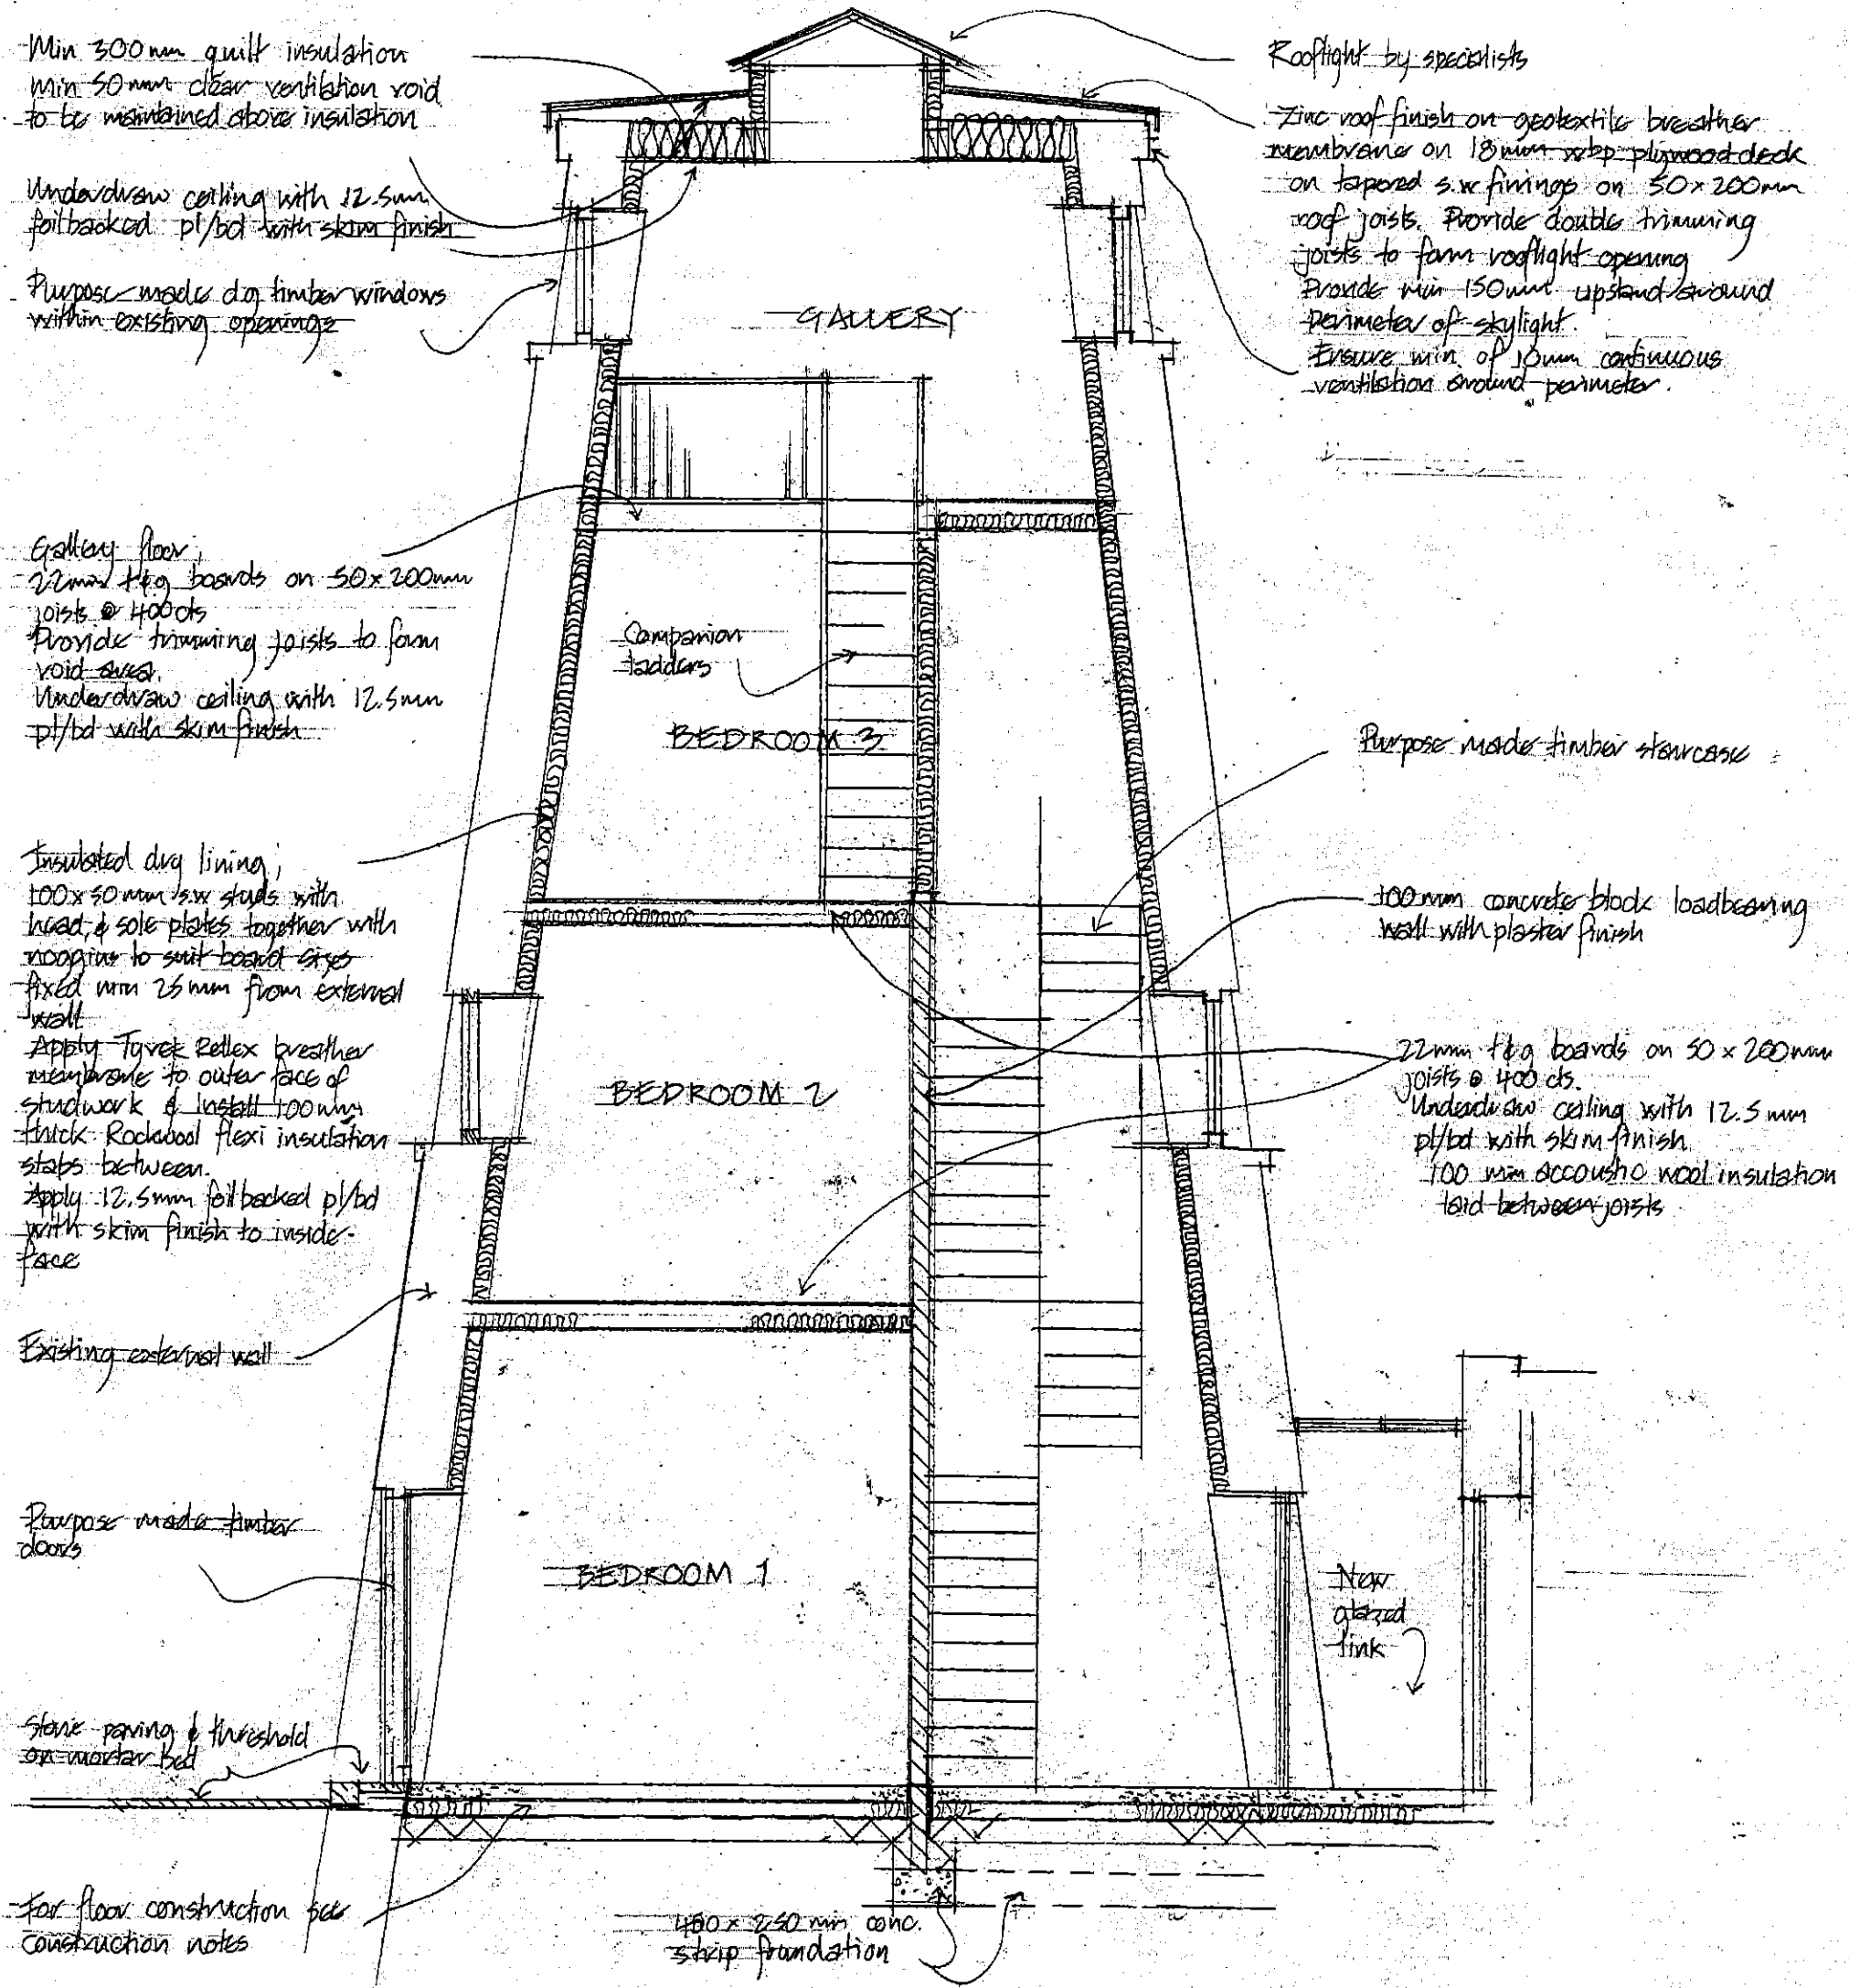 Min 300mm quilt insulation
min 50mm clear ventilation void
to be maintained above insulation
Underdraw ceiling with 12.5mm
foilbacked pl/bd with skim finish
Purpose made dg timber windows
within existing openings
Gallery floor;
22mm t&g boards on 50x200mm
joists @ 400cts
Provide trimming joists to form
void area.
Underdraw ceiling with 12.5mm
pl/bd with skim finish
Insulated dry lining;
100x50mm s.w studs with
head & sole plates together with
noggins to suit board sizes
fixed min 25mm from external
wall
Apply Tyvek Reflex breather
membrane to outer face of
studwork & install 100mm
thick Rockwool flexi insulation
slabs between.
Apply 12.5mm foilbacked pl/bd
with skim finish to inside
face
Existing external wall
Purpose made timber
doors
Stone paving & threshold
on mortar bed
For floor construction see
construction notes
GALLERY
Companion
ladders
BEDROOM 3
BEDROOM 2
BEDROOM 1
450x250mm conc.
strip foundation
Rooflight by specialists
Zinc roof finish on geotextile breather
membrane on 18mm wbp plywood deck
on tapered s.w firrings on 50x200mm
roof joists. Provide double trimming
joists to form rooflight opening
Provide min 150mm upstand around
perimeter of skylight.
Ensure min of 10mm continuous
ventilation around perimeter.
Purpose made timber staircase
100mm concrete block loadbearing
wall with plaster finish
22mm t&g boards on 50x200mm
joists @ 400 cts.
Underdraw ceiling with 12.5mm
pl/bd with skim finish
100 mm accoustic wool insulation
laid between joists
New
glazed
link